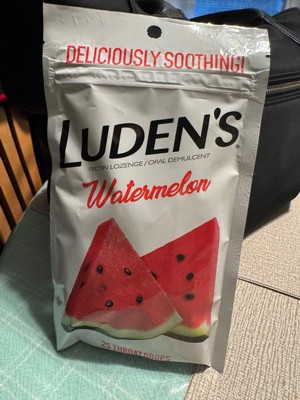 DELICIOUSLY SOOTHING!
LUDEN'S
PECTIN LOZENGE / ORAL DEMULCENT
Watermelon
25 THROAT DROPS